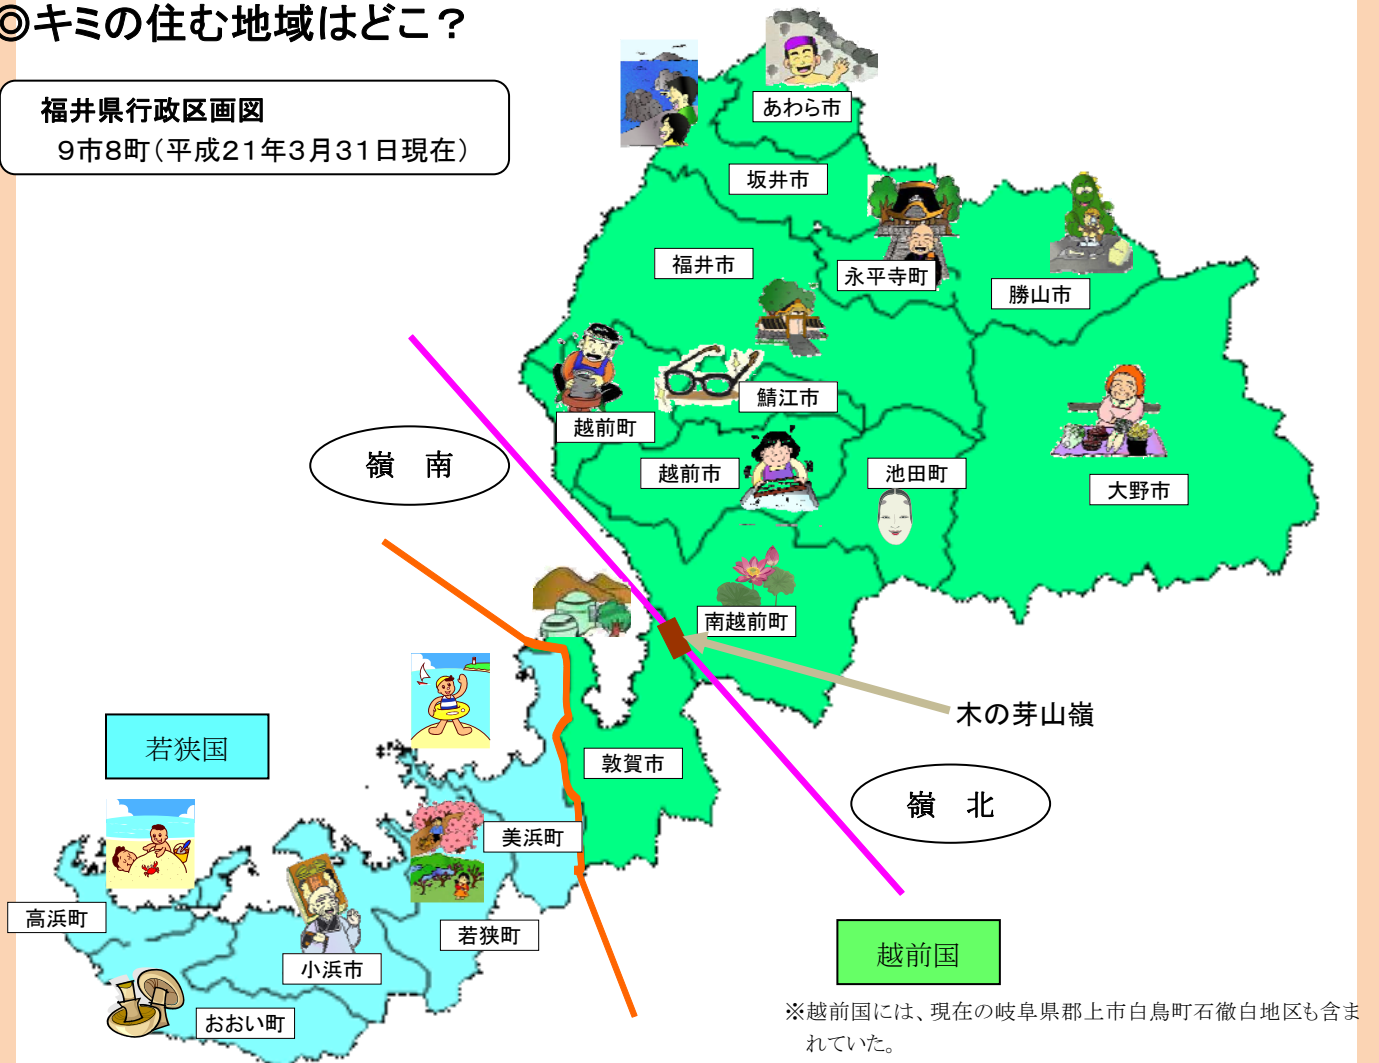 ◎キミの住む地域はどこ？
福井県行政区画図
9市8町（平成21年3月31日現在）
あわら市
坂井市
福井市
永平寺町
勝山市
鯖江市
越前町
嶺　南
越前市
池田町
大野市
南越前町
木の芽山嶺
若狭国
敦賀市
嶺　北
美浜町
高浜町
若狭町
小浜市
おおい町
越前国
※越前国には、現在の岐阜県郡上市白鳥町石徹白地区も含ま
れていた。